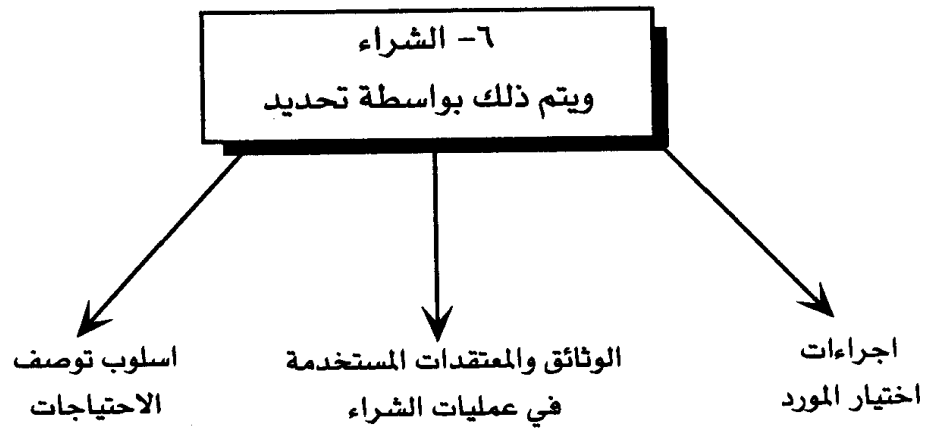 ٦- الشراء
ويتم ذلك بواسطة تحديد
اجراءات
اختيار المورد
الوثائق والمعتقدات المستخدمة
في عمليات الشراء
اسلوب توصف
الاحتياجات